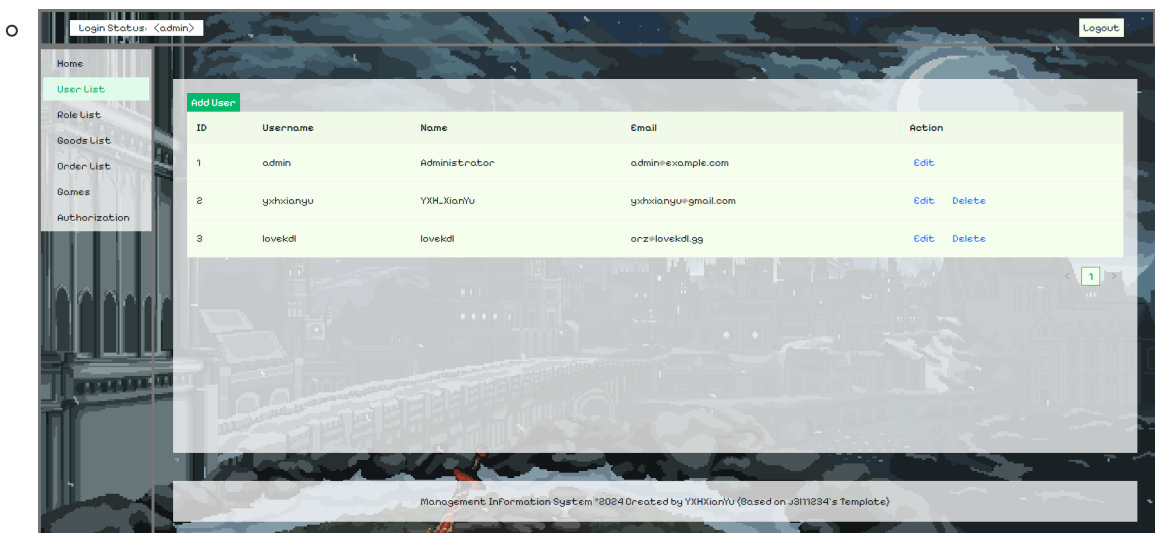 Login Status: <admin>
Logout
Home
User List
Role List
Goods List
Order List
Games
Authorization
Add User
ID Username Name Email Action
1 admin Administrator admin@example.com Edit
2 yxhxianyu YXH_XianYu yxhxianyu@gmail.com Edit Delete
3 lovekdl lovekdl orz@lovekdl.gg Edit Delete
< 1 >
Management Information System ©2024 Created by YXHXianYu (Based on J3111234's Template)